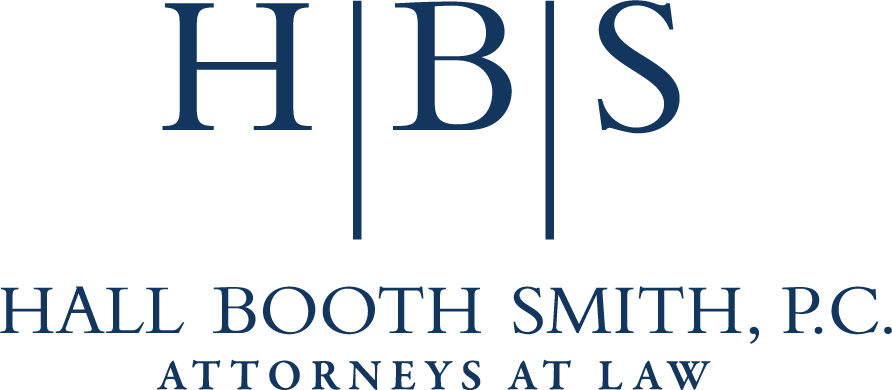 H|B|S
HALL BOOTH SMITH, P.C.
ATTORNEYS AT LAW